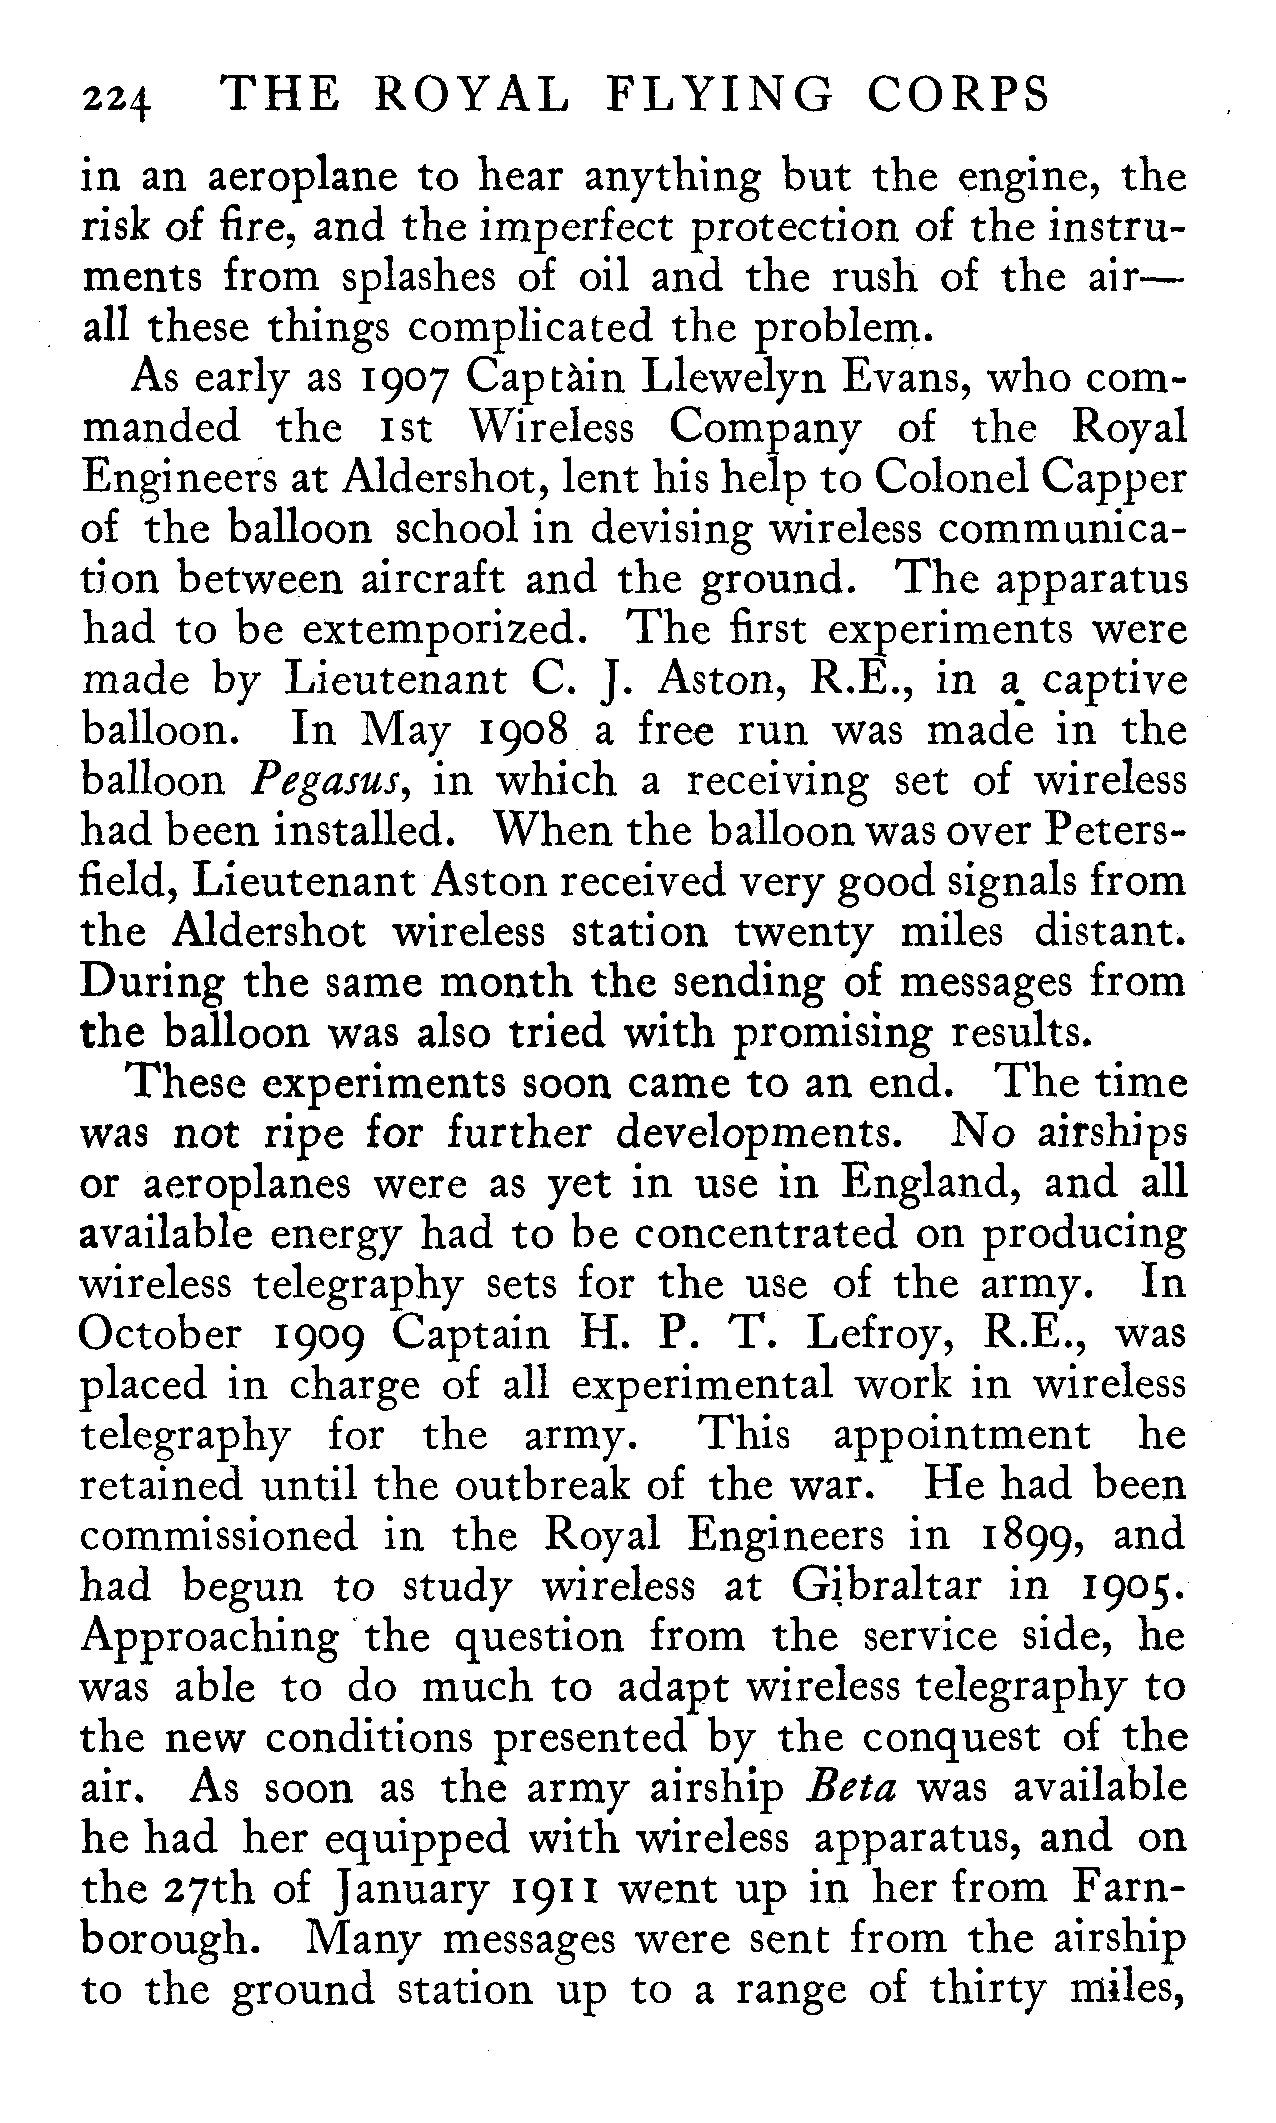 224 THE ROYAL FLYING CORPS
in an aeroplane to hear anything but the engine, the
risk of fire, and the imperfect protection of the instru-
ments from splashes of oil and the rush of the air—
all these things complicated the problem.
As early as 1907 Captain Llewelyn Evans, who com-
manded the 1st Wireless Company of the Royal
Engineers at Aldershot, lent his help to Colonel Capper
of the balloon school in devising wireless communica-
tion between aircraft and the ground. The apparatus
had to be extemporized. The first experiments were
made by Lieutenant C. J. Aston, R.E., in a captive
balloon. In May 1908 a free run was made in the
balloon Pegasus, in which a receiving set of wireless
had been installed. When the balloon was over Peters-
field, Lieutenant Aston received very good signals from
the Aldershot wireless station twenty miles distant.
During the same month the sending of messages from
the balloon was also tried with promising results.
These experiments soon came to an end. The time
was not ripe for further developments. No airships
or aeroplanes were as yet in use in England, and all
available energy had to be concentrated on producing
wireless telegraphy sets for the use of the army. In
October 1909 Captain H. P. T. Lefroy, R.E., was
placed in charge of all experimental work in wireless
telegraphy for the army. This appointment he
retained until the outbreak of the war. He had been
commissioned in the Royal Engineers in 1899, and
had begun to study wireless at Gibraltar in 1905.
Approaching the question from the service side, he
was able to do much to adapt wireless telegraphy to
the new conditions presented by the conquest of the
air. As soon as the army airship Beta was available
he had her equipped with wireless apparatus, and on
the 27th of January 1911 went up in her from Farn-
borough. Many messages were sent from the airship
to the ground station up to a range of thirty miles,